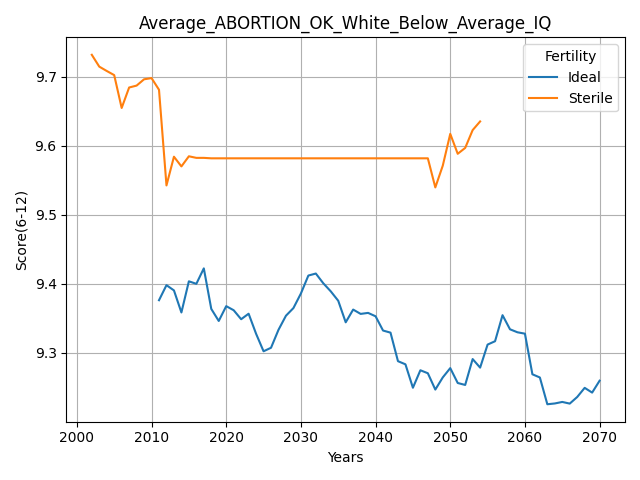 Average_ABORTION_OK_White_Below_Average_IQ
Fertility
Ideal
Sterile
Score(6-12)
9.7
9.6
9.5
9.4
9.3
2000 2010 2020 2030 2040 2050 2060 2070
Years